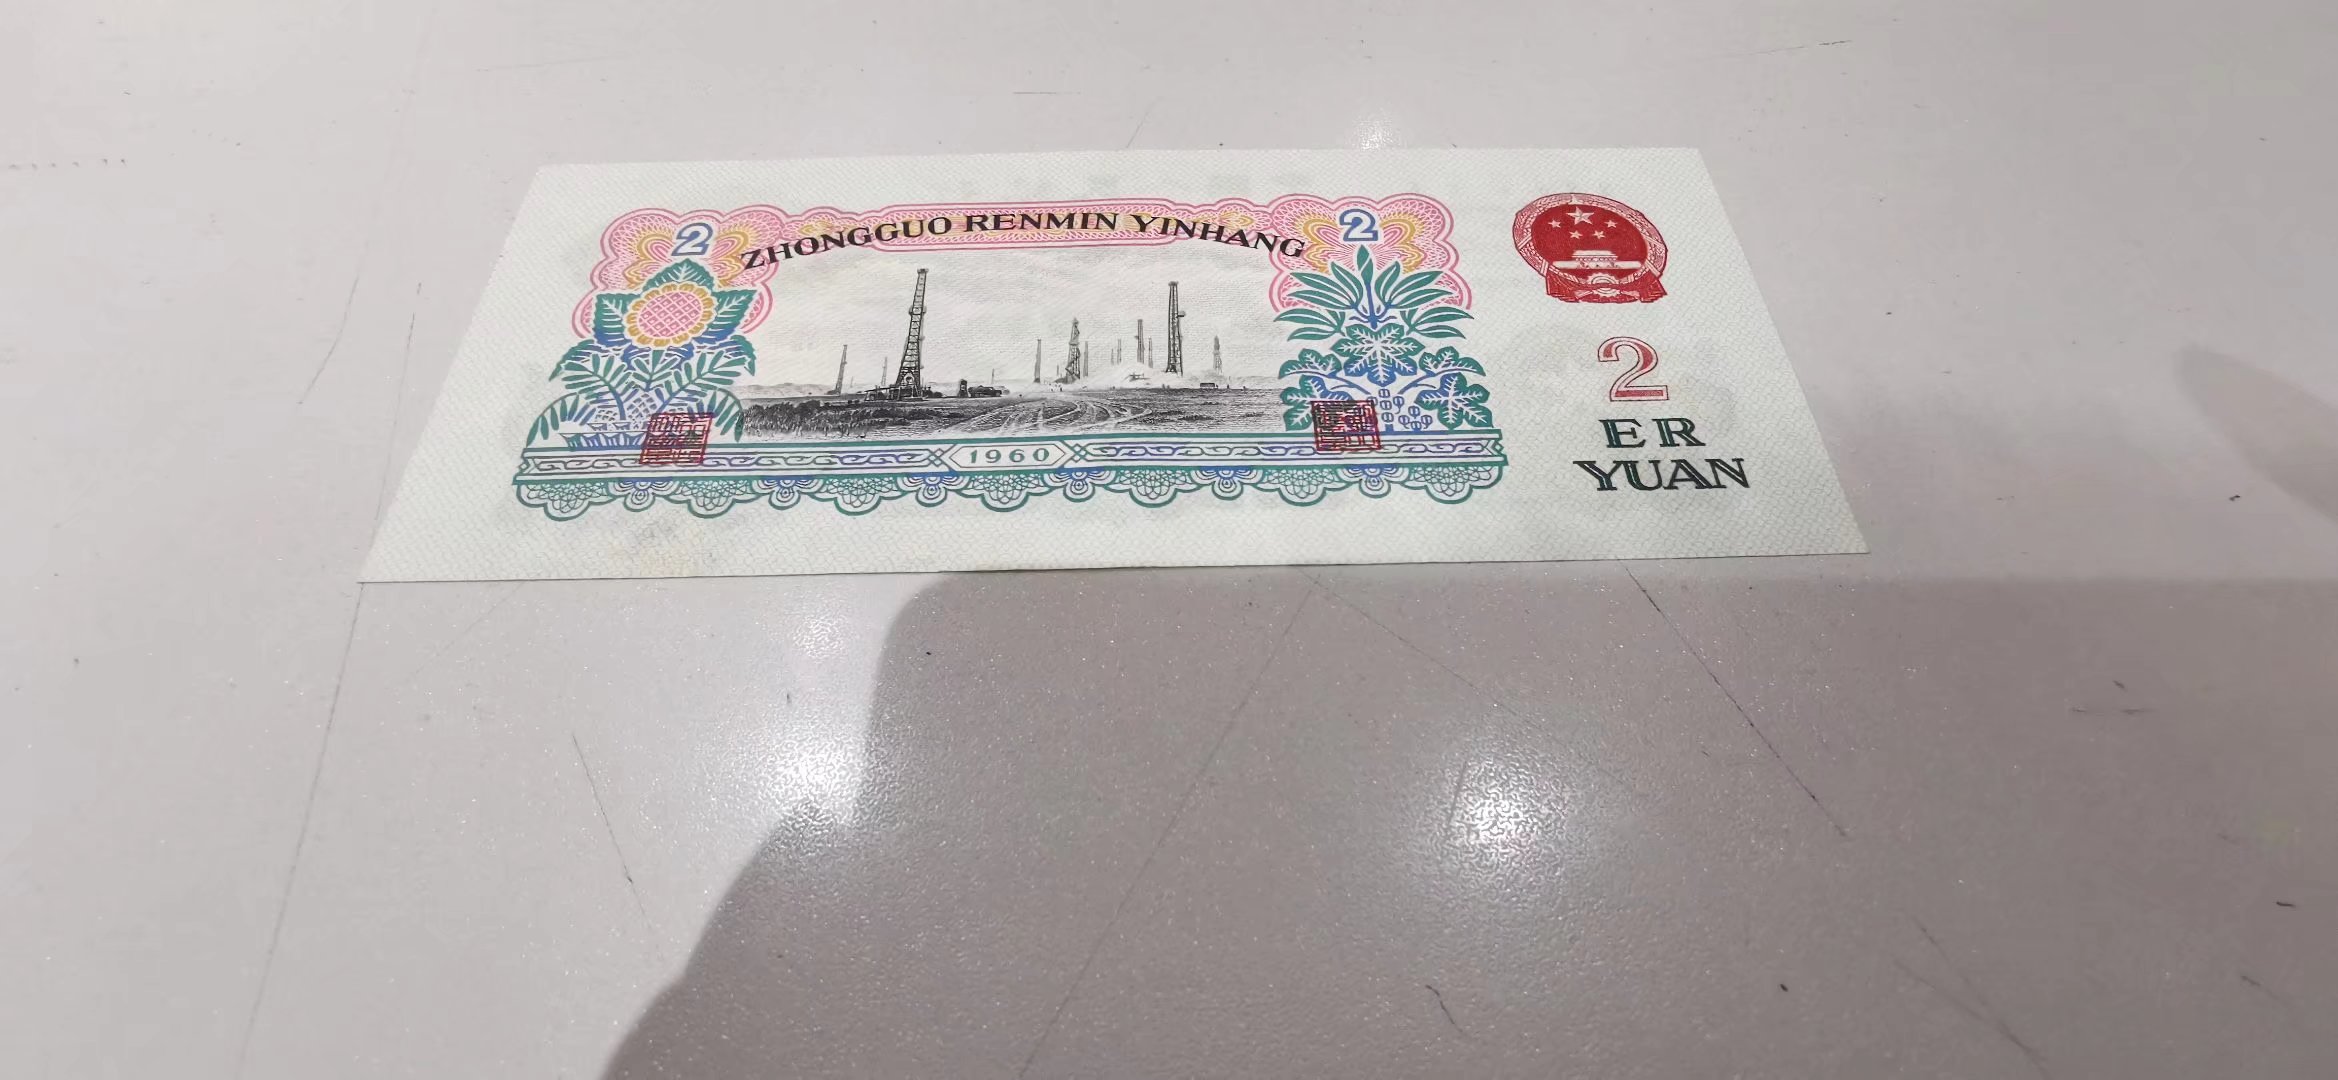 2
ZHONGGUO RENMIN YINHANG
2
1960
2
ER
YUAN